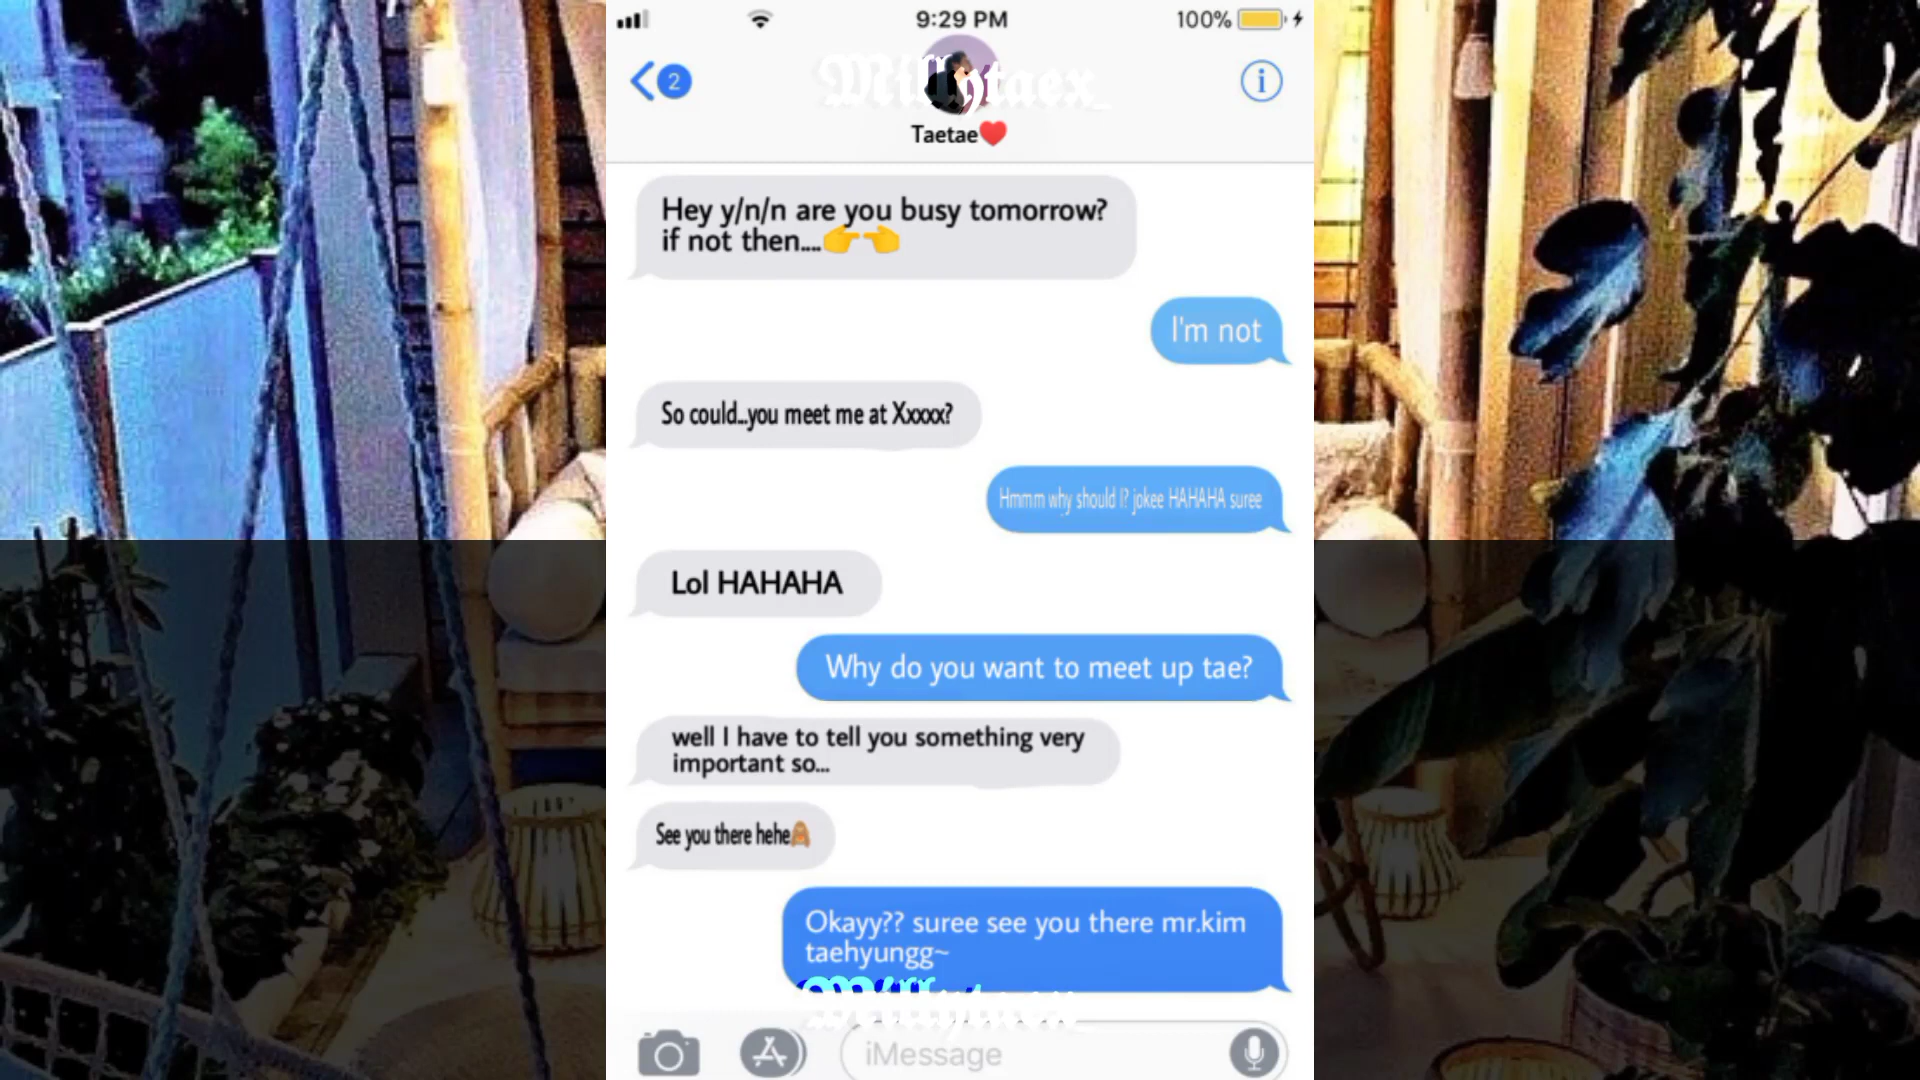 9:29 PM
100%
2
Millytaex_
Taetae❤️
Hey y/n/n are you busy tomorrow?
if not then....👉👈
I'm not
So could...you meet me at Xxxxx?
Hmmm why should I? jokee HAHAHA suree
Lol HAHAHA
Why do you want to meet up tae?
well I have to tell you something very
important so...
See you there hehe🙈
Okayy?? suree see you there mr.kim
taehyungg~
Millytaex_
iMessage